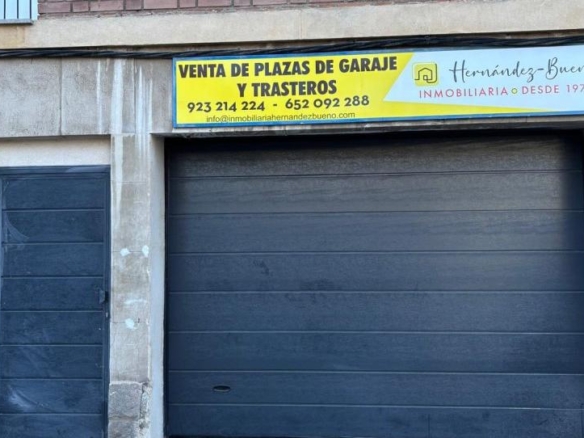 VENTA DE PLAZAS DE GARAJE
Y TRASTEROS
923 214 224 - 652 092 288
info@inmobiliariahernandezbueno.com
Hernández-Buen
INMOBILIARIA DESDE 197